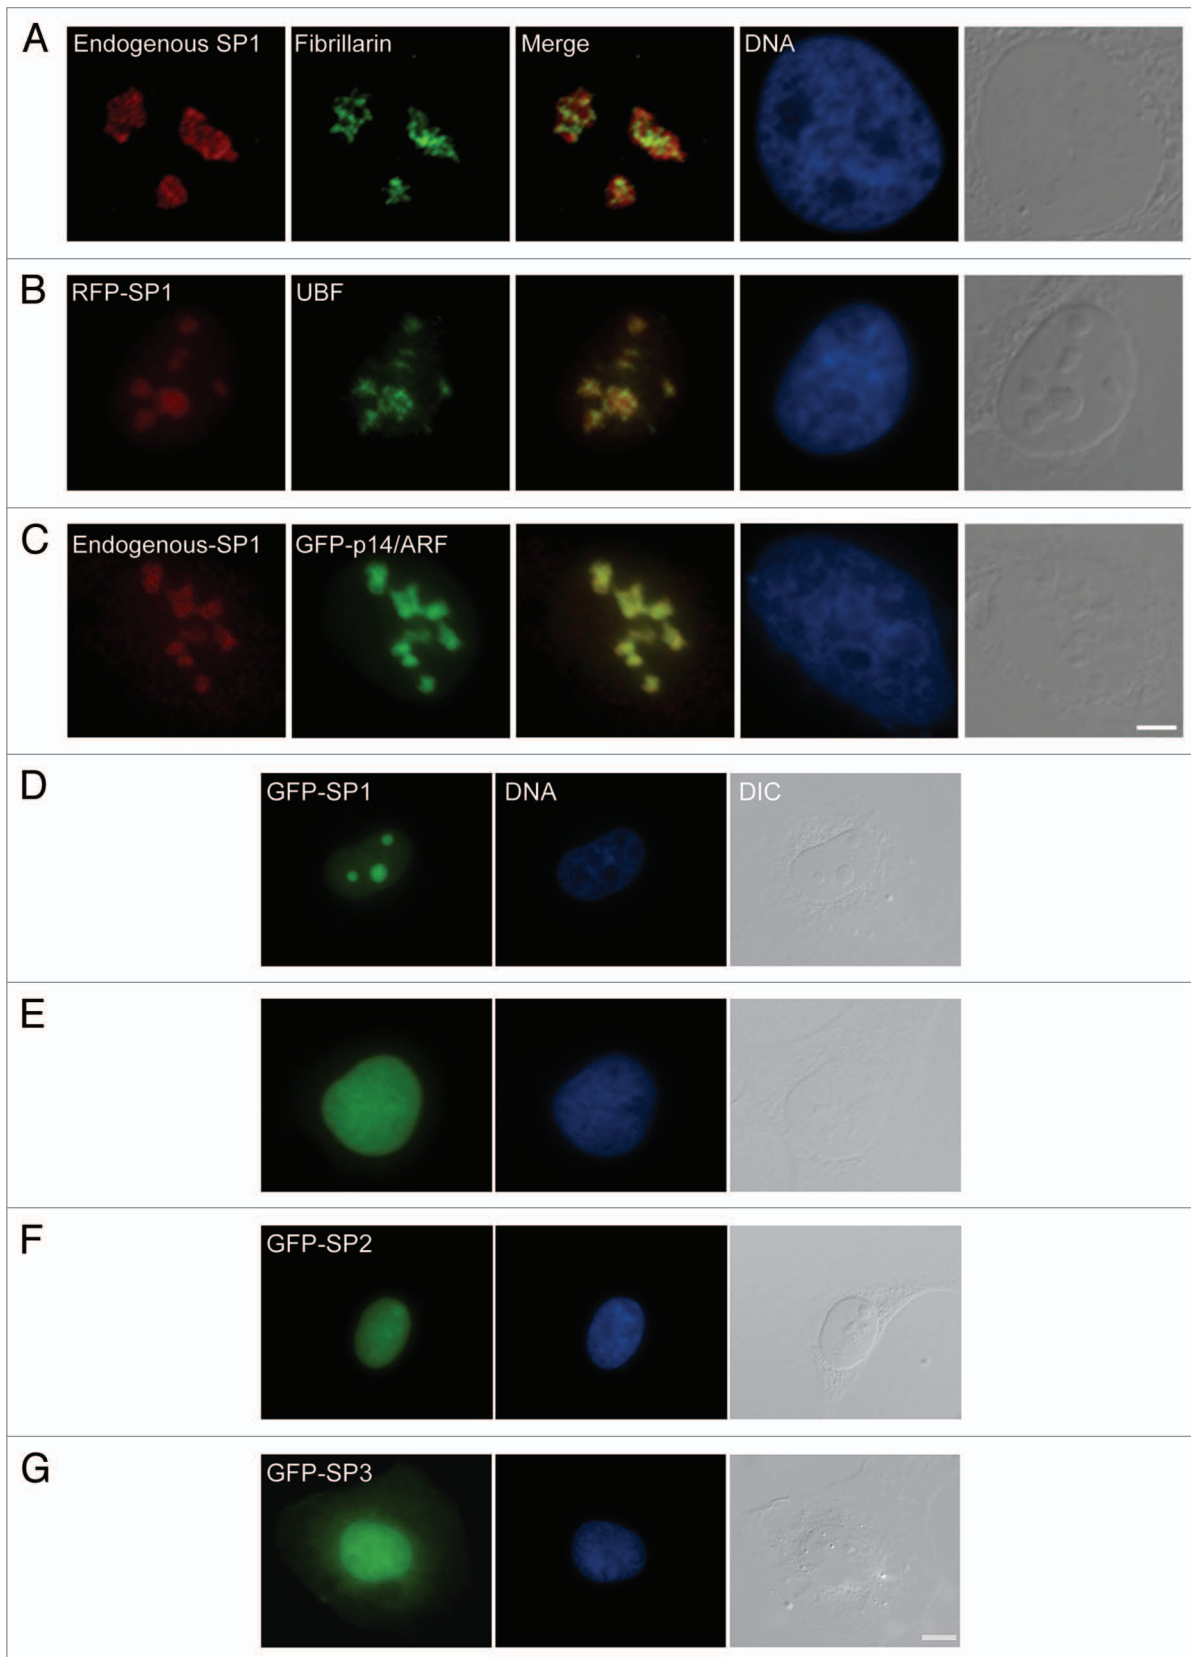 A
Endogenous SP1
Fibrillarin
Merge
DNA
B
RFP-SP1
UBF
C
Endogenous-SP1
GFP-p14/ARF
D
GFP-SP1
DNA
DIC
E
F
GFP-SP2
G
GFP-SP3